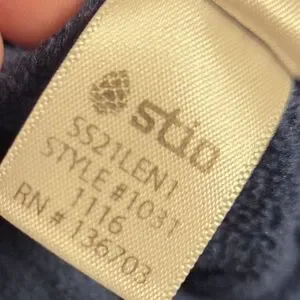 stio
SS21LEN1
STYLE #1031
1116
RN # 136703